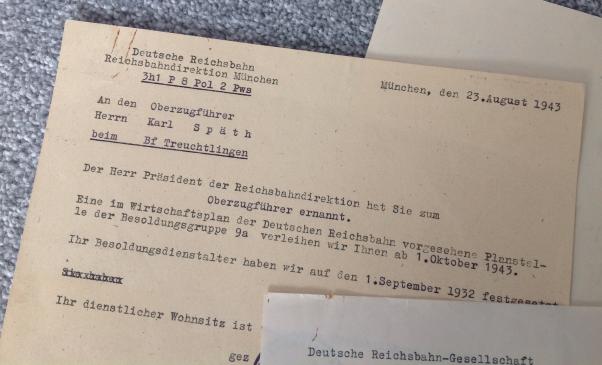 Deutsche Reichsbahn
Reichsbahndirektion München
3h1 P 8 Pol 2 Pws
München, den 23.August 1943
An den Oberzugführer
Herrn Karl Späth
beim Bf Treuchtlingen
Der Herr Präsident der Reichsbahndirektion hat Sie zum
Oberzugführer ernannt.
Eine im Wirtschaftsplan der Deutschen Reichsbahn vorgesehene Planstel-
le der Besoldungsgruppe 9a verleihen wir Ihnen ab 1.Oktober 1943.
Ihr Besoldungsdienstalter haben wir auf den 1.September 1932 festgesetzt
Ihr dienstlicher Wohnsitz ist
gez
Deutsche Reichsbahn-Gesellschaft